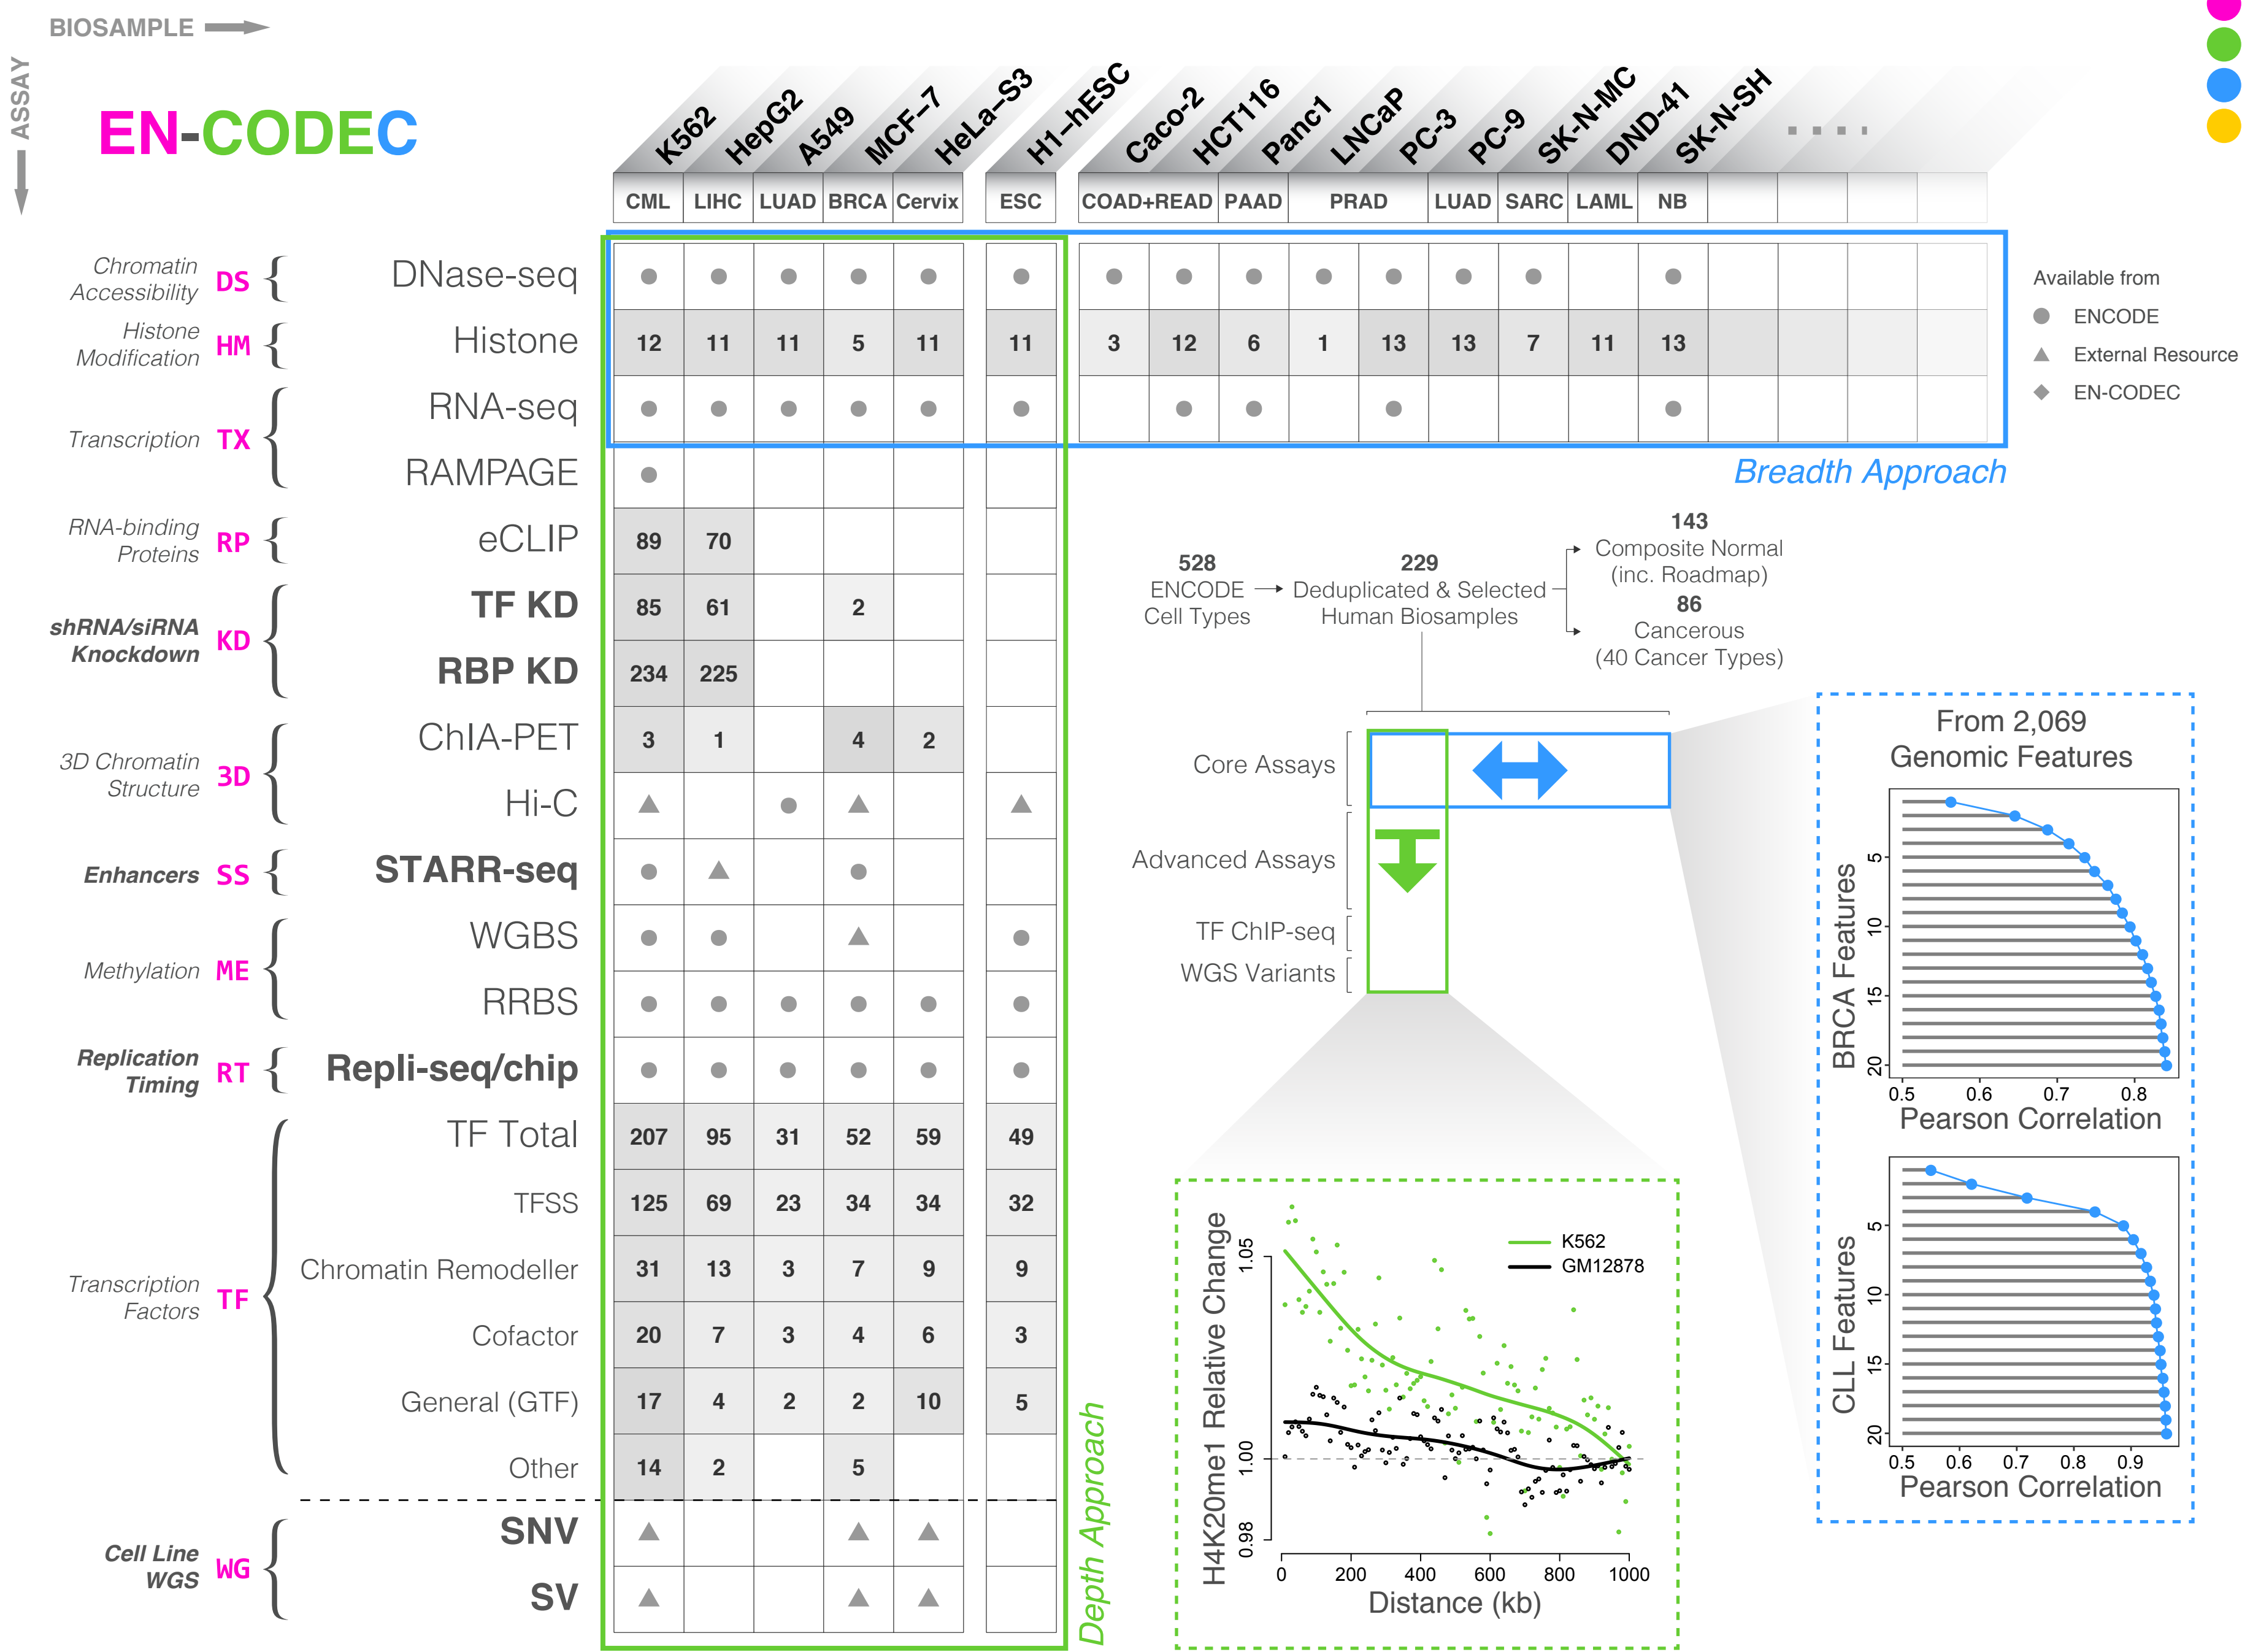 BIOSAMPLE
ASSAY
EN-CODEC
K562
HepG2
A549
MCF–7
HeLa–S3
H1–hESC
Caco-2
HCT116
Panc1
LNCaP
PC-3
PC-9
SK-N-MC
DND-41
SK-N-SH
....
CML LIHC LUAD BRCA Cervix ESC COAD+READ PAAD PRAD LUAD SARC LAML NB
Chromatin
Accessibility
DS
DNase-seq
Histone
Modification
HM
Histone 12 11 11 5 11 11 3 12 6 1 13 13 7 11 13
Transcription
TX
RNA-seq
RAMPAGE
RNA-binding
Proteins
RP
eCLIP 89 70
shRNA/siRNA
Knockdown
KD
TF KD 85 61 2
RBP KD 234 225
3D Chromatin
Structure
3D
ChIA-PET 3 1 4 2
Hi-C
Enhancers
SS
STARR-seq
Methylation
ME
WGBS
RRBS
Replication
Timing
RT
Repli-seq/chip
Transcription
Factors
TF
TF Total 207 95 31 52 59 49
TFSS 125 69 23 34 34 32
Chromatin Remodeller 31 13 3 7 9 9
Cofactor 20 7 3 4 6 3
General (GTF) 17 4 2 2 10 5
Other 14 2 5
Cell Line
WGS
WG
SNV
SV
Depth Approach
Available from
ENCODE
External Resource
EN-CODEC
Breadth Approach
528
ENCODE
Cell Types
229
Deduplicated & Selected
Human Biosamples
143
Composite Normal
(inc. Roadmap)
86
Cancerous
(40 Cancer Types)
Core Assays
Advanced Assays
TF ChIP-seq
WGS Variants
H4K20me1 Relative Change
1.05
1.00
0.98
K562
GM12878
0 200 400 600 800 1000
Distance (kb)
From 2,069
Genomic Features
BRCA Features
5
10
15
20
0.5 0.6 0.7 0.8
Pearson Correlation
CLL Features
5
10
15
20
0.5 0.6 0.7 0.8 0.9
Pearson Correlation